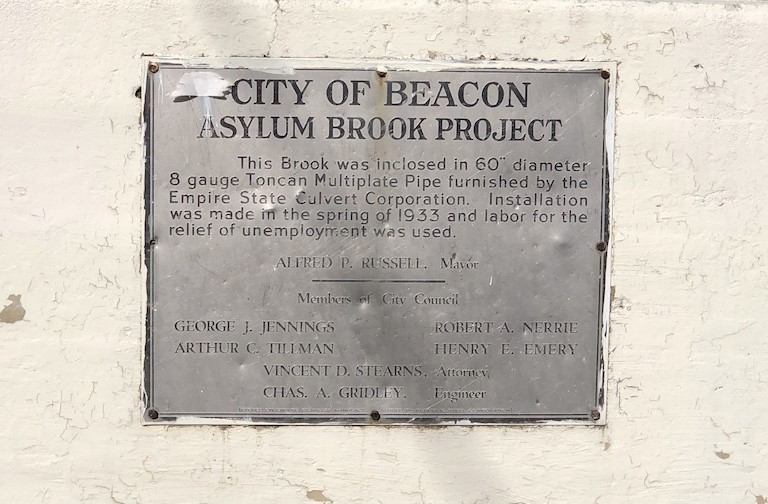 CITY OF BEACON
ASYLUM BROOK PROJECT
This Brook was inclosed in 60" diameter
8 gauge Toncan Multiplate Pipe furnished by the
Empire State Culvert Corporation. Installation
was made in the spring of 1933 and labor for the
relief of unemployment was used.
ALFRED P. RUSSELL, Mayor
Members of City Council
GEORGE J. JENNINGS ROBERT A. NERRIE
ARTHUR C. TILLMAN HENRY E. EMERY
VINCENT D. STEARNS, Attorney
CHAS. A. GRIDLEY, Engineer